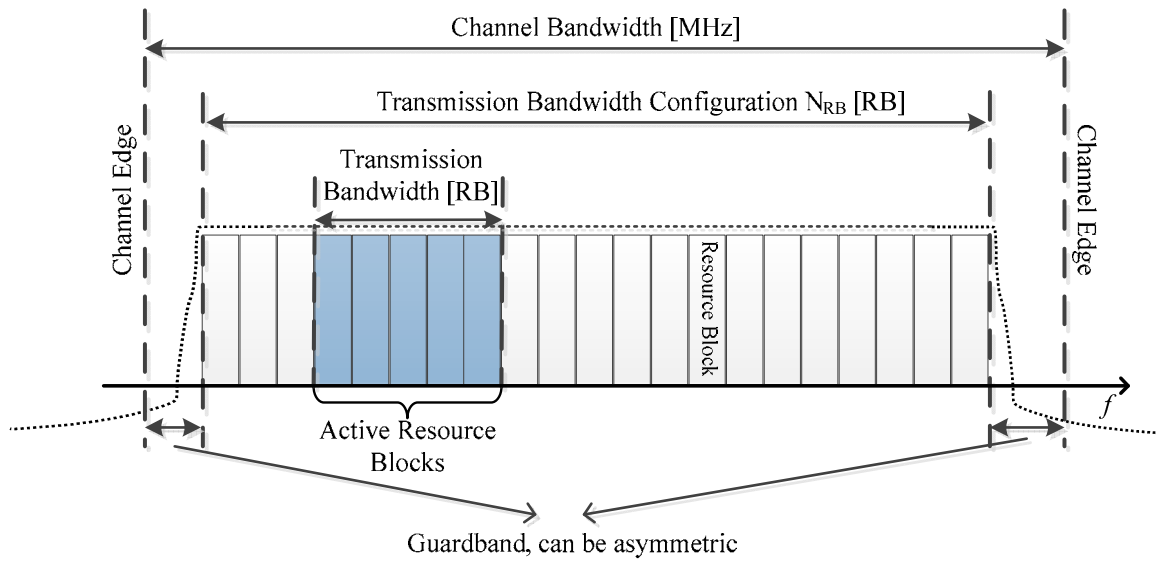 Channel Bandwidth [MHz]
Transmission Bandwidth Configuration NRB [RB]
Channel Edge
Transmission
Bandwidth [RB]
Channel Edge
Resource Block
f
Active Resource
Blocks
Guardband, can be asymmetric